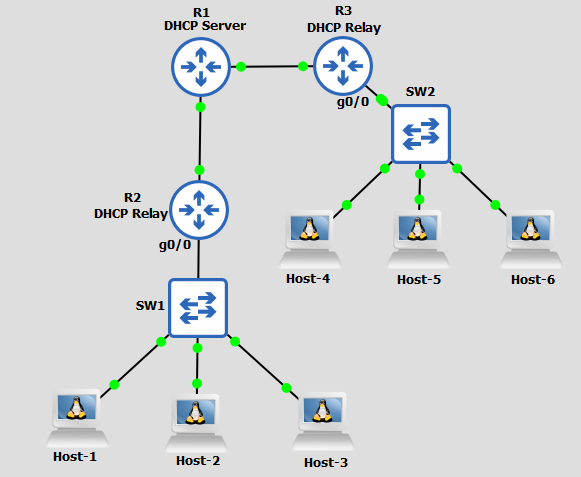 R1
DHCP Server
R3
DHCP Relay
g0/0
SW2
R2
DHCP Relay
g0/0
Host-4
Host-5
Host-6
SW1
Host-1
Host-2
Host-3